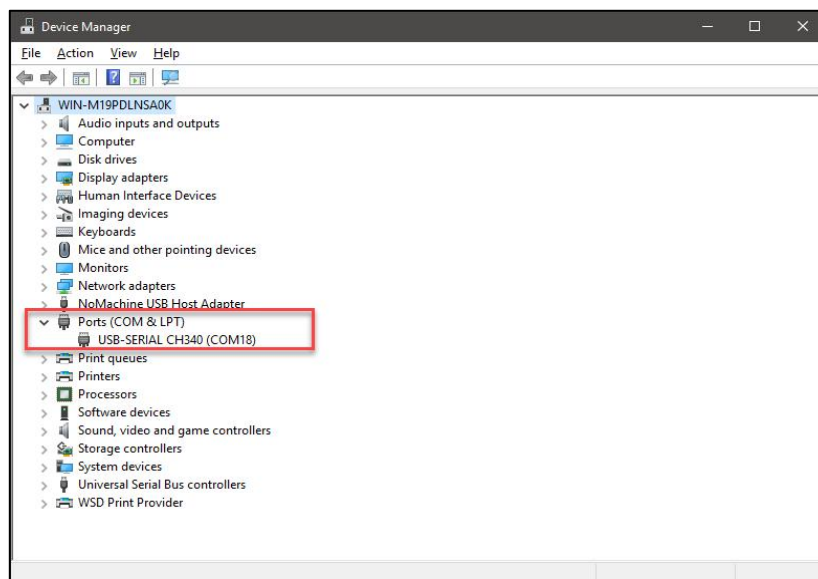 Device Manager
File Action View Help
WIN-M19PDLNSA0K
Audio inputs and outputs
Computer
Disk drives
Display adapters
Human Interface Devices
Imaging devices
Keyboards
Mice and other pointing devices
Monitors
Network adapters
NoMachine USB Host Adapter
Ports (COM & LPT)
USB-SERIAL CH340 (COM18)
Print queues
Printers
Processors
Software devices
Sound, video and game controllers
Storage controllers
System devices
Universal Serial Bus controllers
WSD Print Provider